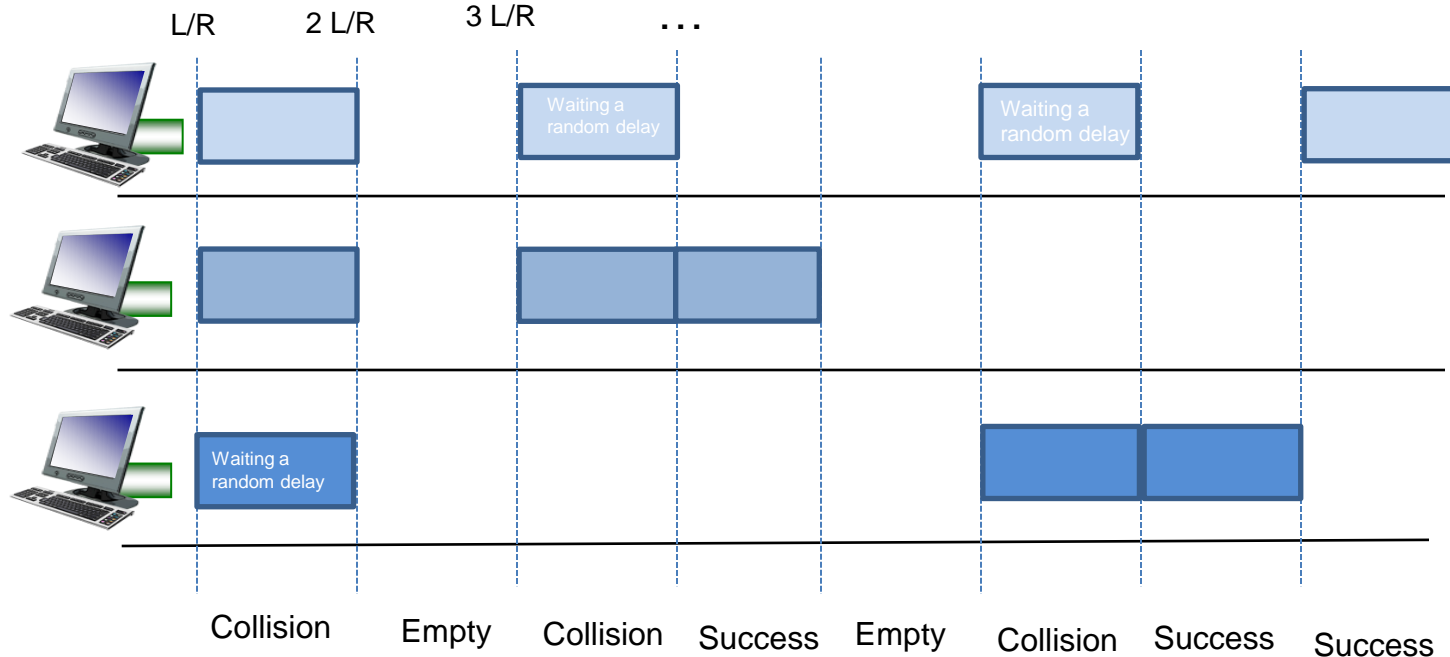 L/R
2 L/R
3 L/R
...
Waiting a
random delay
Waiting a
random delay
Waiting a
random delay
Collision
Empty
Collision
Success
Empty
Collision
Success
Success